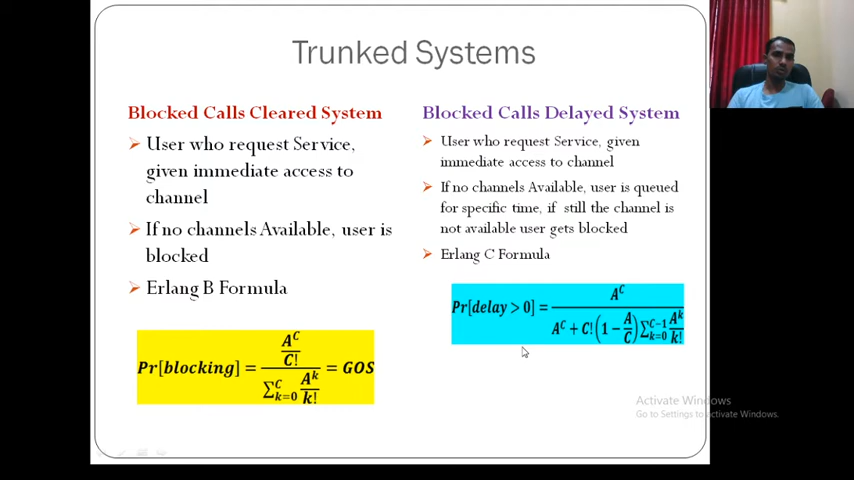 Trunked Systems
Blocked Calls Cleared System
➢ User who request Service,
given immediate access to
channel
➢ If no channels Available, user is
blocked
➢ Erlang B Formula
Pr[blocking] = (A^C / C!) / (∑_{k=0}^{C} A^k / k!) = GOS
Blocked Calls Delayed System
➢ User who request Service, given
immediate access to channel
➢ If no channels Available, user is queued
for specific time, if still the channel is
not available user gets blocked
➢ Erlang C Formula
Pr[delay > 0] = A^C / (A^C + C! (1 − A/C) ∑_{k=0}^{C−1} A^k / k!)
Activate Windows
Go to Settings to Activate Windows.